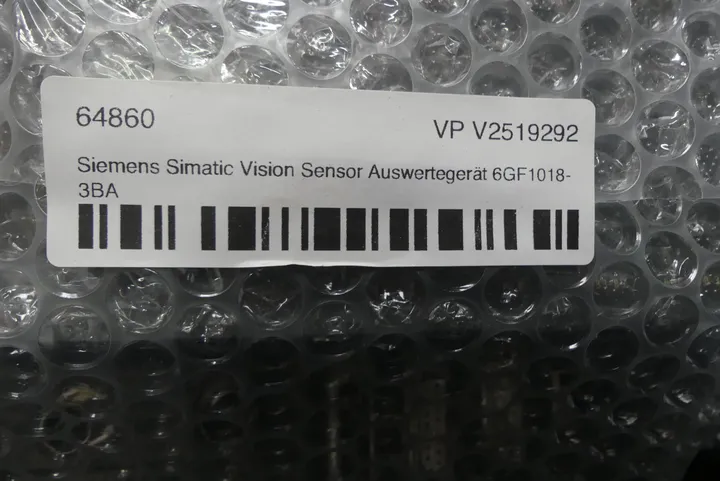 64860
VP V2519292
Siemens Simatic Vision Sensor Auswertegerät 6GF1018-
3BA